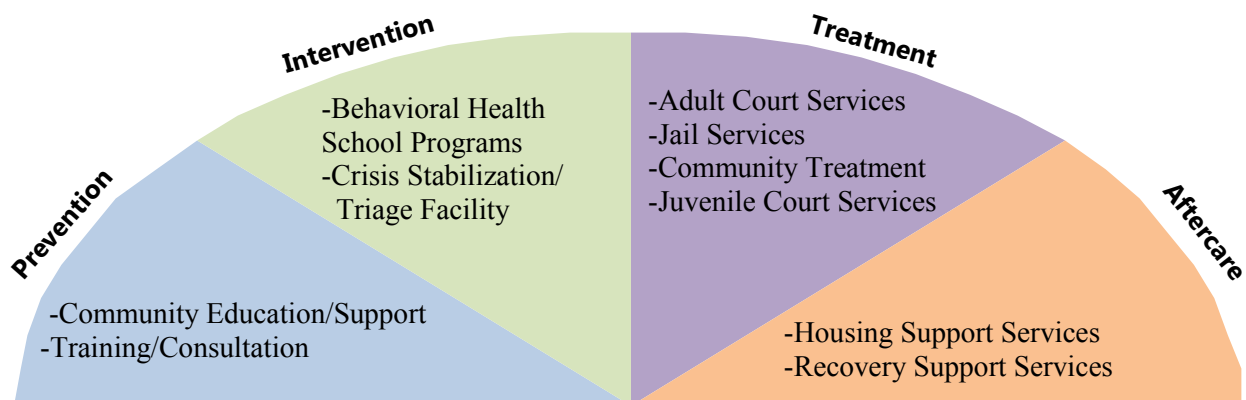 Prevention
-Community Education/Support
-Training/Consultation
Intervention
-Behavioral Health
School Programs
-Crisis Stabilization/
Triage Facility
Treatment
-Adult Court Services
-Jail Services
-Community Treatment
-Juvenile Court Services
Aftercare
-Housing Support Services
-Recovery Support Services